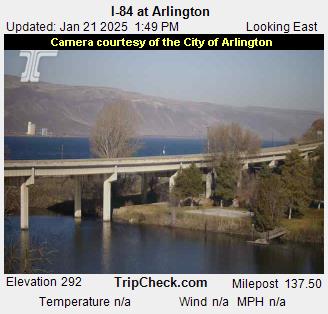 I-84 at Arlington
Updated: Jan 21 2025 1:49 PM Looking East
Camera courtesy of the City of Arlington
Elevation 292 TripCheck.com Milepost 137.50
Temperature n/a Wind n/a MPH n/a